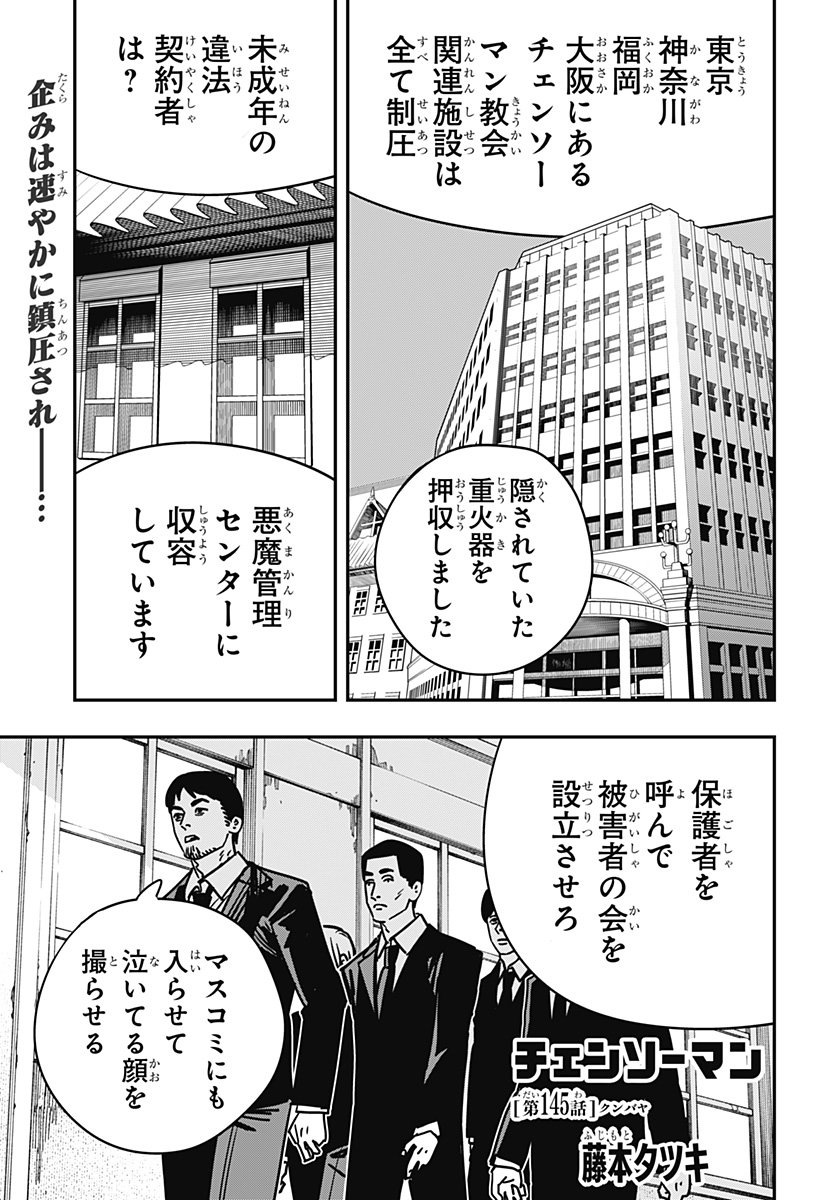 東京
神奈川
福岡
大阪にある
チェンソー
マン教会
関連施設は
全て制圧
隠されていた
重火器を
押収しました
未成年の
違法
契約者
は？
悪魔管理
センターに
収容
しています
企みは速やかに鎮圧され――…
保護者を
呼んで
被害者の会を
設立させろ
マスコミにも
入らせて
泣いてる顔を
撮らせる
チェンソーマン
[第145話]クンバヤ
藤本タツキ